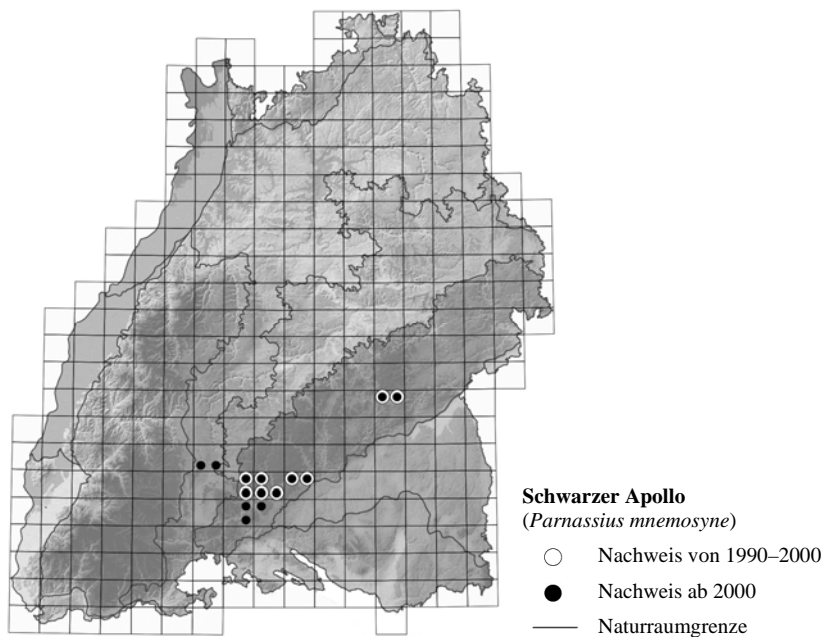 Schwarzer Apollo
(Parnassius mnemosyne)
Nachweis von 1990–2000
Nachweis ab 2000
Naturraumgrenze